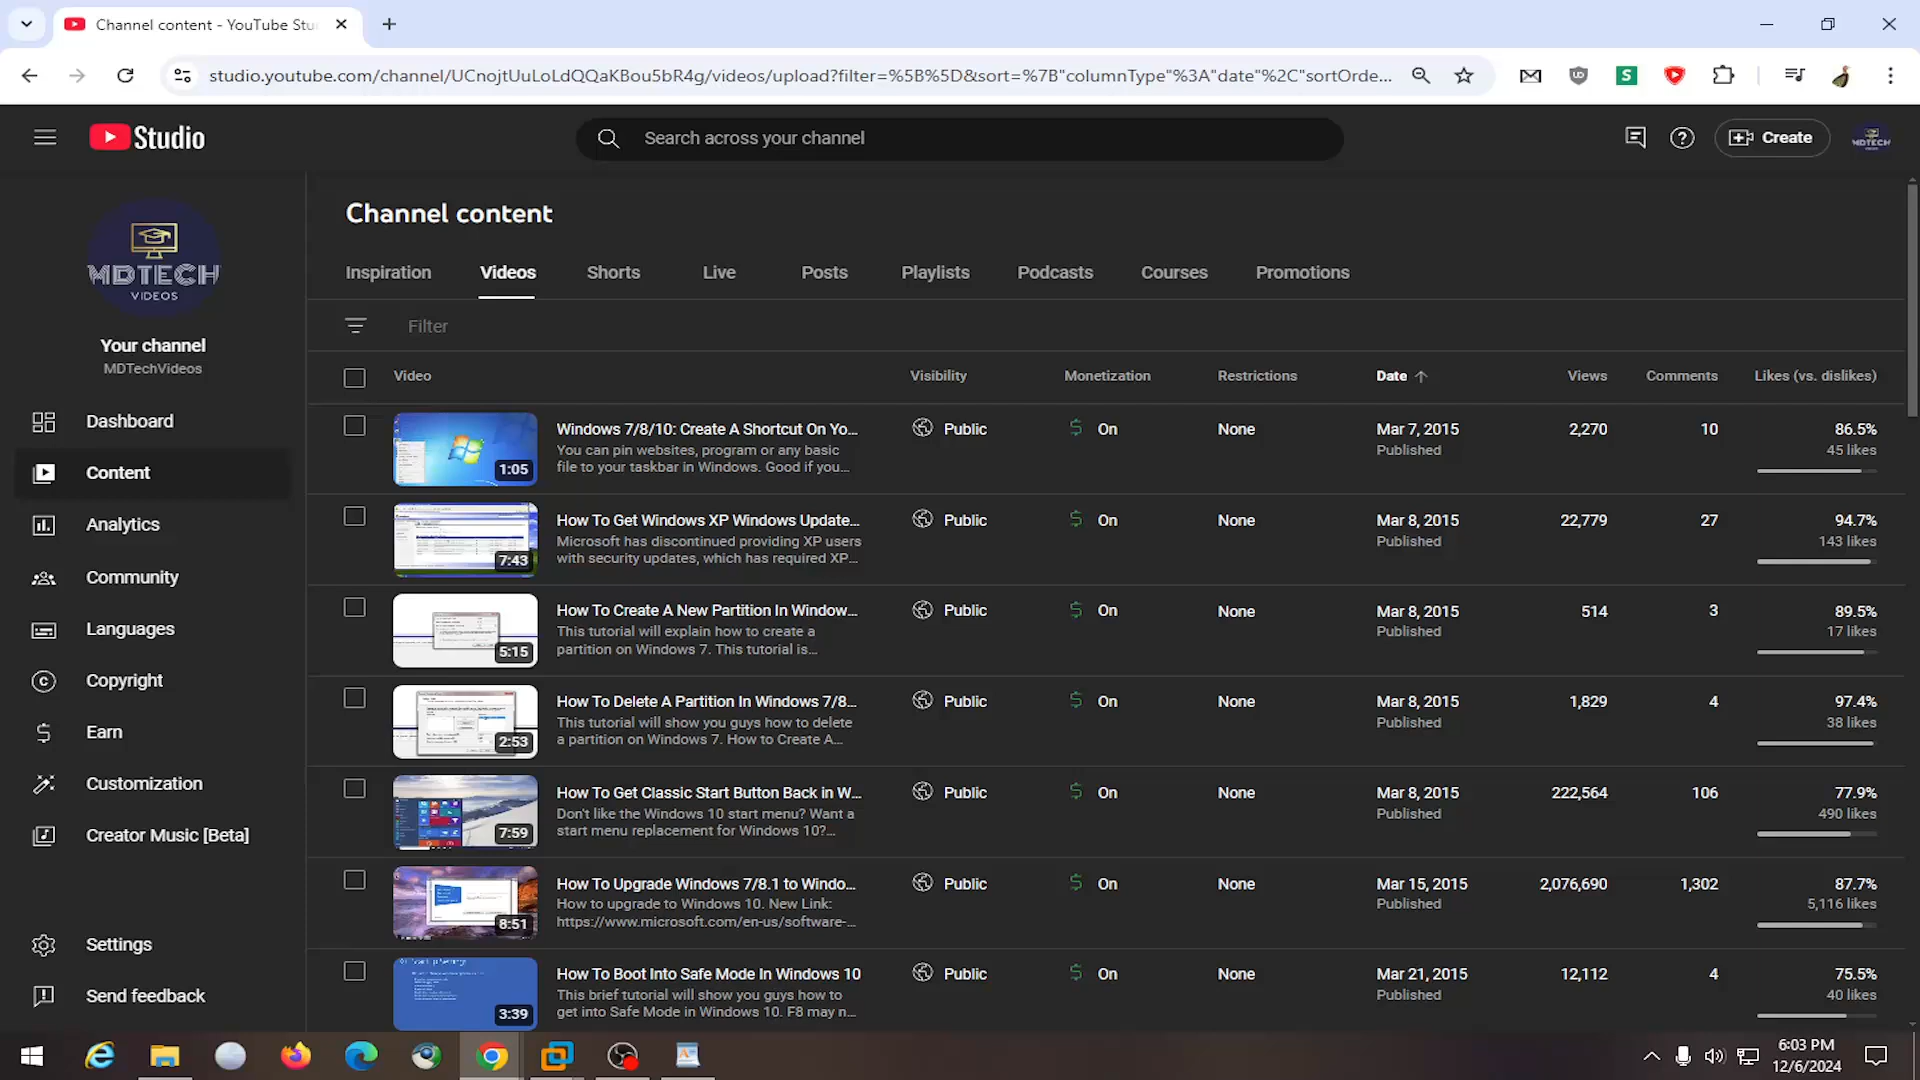 Channel content - YouTube Stu
studio.youtube.com/channel/UCnojtUuLoLdQQaKBou5bR4g/videos/upload?filter=%5B%5D&sort=%7B"columnType"%3A"date"%2C"sortOrde...
Studio
Search across your channel
Create
MDTECH
MDTECH
VIDEOS
Your channel
MDTechVideos
Dashboard
Content
Analytics
Community
Languages
Copyright
Earn
Customization
Creator Music [Beta]
Settings
Send feedback
Channel content
Inspiration Videos Shorts Live Posts Playlists Podcasts Courses Promotions
Filter
Video Visibility Monetization Restrictions Date Views Comments Likes (vs. dislikes)
1:05 Windows 7/8/10: Create A Shortcut On Yo... Public On None Mar 7, 2015 2,270 10 86.5%
You can pin websites, program or any basic Published 45 likes
file to your taskbar in Windows. Good if you...
7:43 How To Get Windows XP Windows Update... Public On None Mar 8, 2015 22,779 27 94.7%
Microsoft has discontinued providing XP users Published 143 likes
with security updates, which has required XP...
5:15 How To Create A New Partition In Window... Public On None Mar 8, 2015 514 3 89.5%
This tutorial will explain how to create a Published 17 likes
partition on Windows 7. This tutorial is...
2:53 How To Delete A Partition In Windows 7/8... Public On None Mar 8, 2015 1,829 4 97.4%
This tutorial will show you guys how to delete Published 38 likes
a partition on Windows 7. How to Create A...
7:59 How To Get Classic Start Button Back in W... Public On None Mar 8, 2015 222,564 106 77.9%
Don't like the Windows 10 start menu? Want a Published 490 likes
start menu replacement for Windows 10?...
8:51 How To Upgrade Windows 7/8.1 to Windo... Public On None Mar 15, 2015 2,076,690 1,302 87.7%
How to upgrade to Windows 10. New Link: Published 5,116 likes
https://www.microsoft.com/en-us/software-...
3:39 How To Boot Into Safe Mode In Windows 10 Public On None Mar 21, 2015 12,112 4 75.5%
This brief tutorial will show you guys how to Published 40 likes
get into Safe Mode in Windows 10. F8 may n...
6:03 PM
12/6/2024